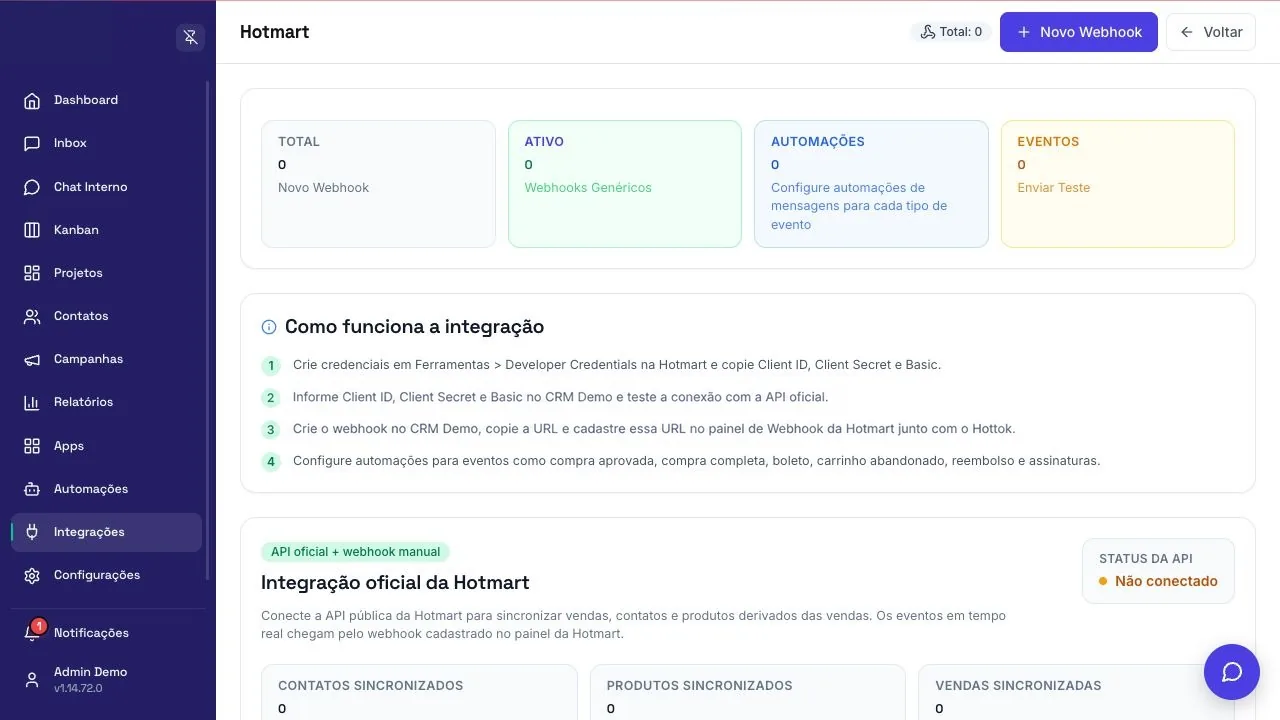 Hotmart
Total: 0
Novo Webhook
Voltar
Dashboard
Inbox
Chat Interno
Kanban
Projetos
Contatos
Campanhas
Relatórios
Apps
Automações
Integrações
Configurações
1
Notificações
Admin Demo
v1.14.72.0
TOTAL
0
Novo Webhook
ATIVO
0
Webhooks Genéricos
AUTOMAÇÕES
0
Configure automações de
mensagens para cada tipo de
evento
EVENTOS
0
Enviar Teste
Como funciona a integração
1 Crie credenciais em Ferramentas > Developer Credentials na Hotmart e copie Client ID, Client Secret e Basic.
2 Informe Client ID, Client Secret e Basic no CRM Demo e teste a conexão com a API oficial.
3 Crie o webhook no CRM Demo, copie a URL e cadastre essa URL no painel de Webhook da Hotmart junto com o Hottok.
4 Configure automações para eventos como compra aprovada, compra completa, boleto, carrinho abandonado, reembolso e assinaturas.
API oficial + webhook manual
Integração oficial da Hotmart
Conecte a API pública da Hotmart para sincronizar vendas, contatos e produtos derivados das vendas. Os eventos em tempo
real chegam pelo webhook cadastrado no painel da Hotmart.
STATUS DA API
Não conectado
CONTATOS SINCRONIZADOS
0
PRODUTOS SINCRONIZADOS
0
VENDAS SINCRONIZADAS
0